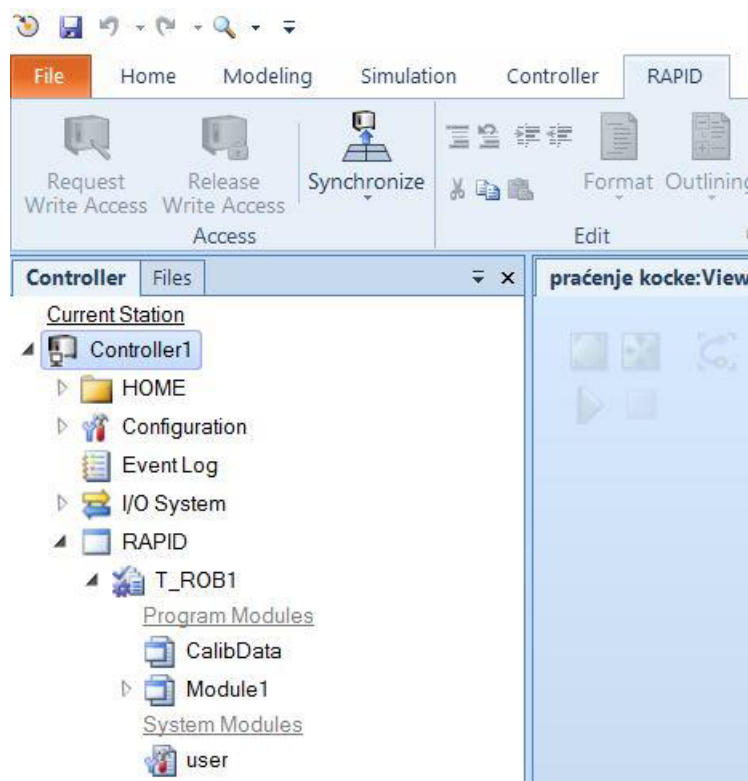 File Home Modeling Simulation Controller RAPID
Request Write Access
Release Write Access
Synchronize
Format Outlining
Access
Edit
Controller Files
praćenje kocke:View
Current Station
Controller1
HOME
Configuration
Event Log
I/O System
RAPID
T_ROB1
Program Modules
CalibData
Module1
System Modules
user